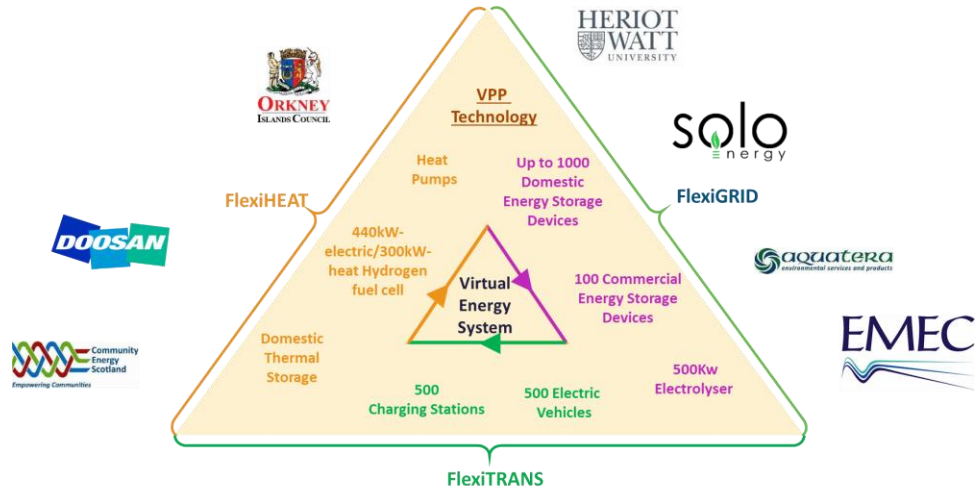 HERIOT
WATT
UNIVERSITY
ORKNEY
ISLANDS COUNCIL
VPP
Technology
solo
energy
Heat
Pumps
Up to 1000
Domestic
Energy Storage
Devices
FlexiHEAT
FlexiGRID
DOOSAN
440kW-
electric/300kW-
heat Hydrogen
fuel cell
Virtual
Energy
System
100 Commercial
Energy Storage
Devices
aquatera
environmental services and products
Community
Energy
Scotland
Empowering Communities
Domestic
Thermal
Storage
EMEC
500
Charging Stations
500 Electric
Vehicles
500Kw
Electrolyser
FlexiTRANS